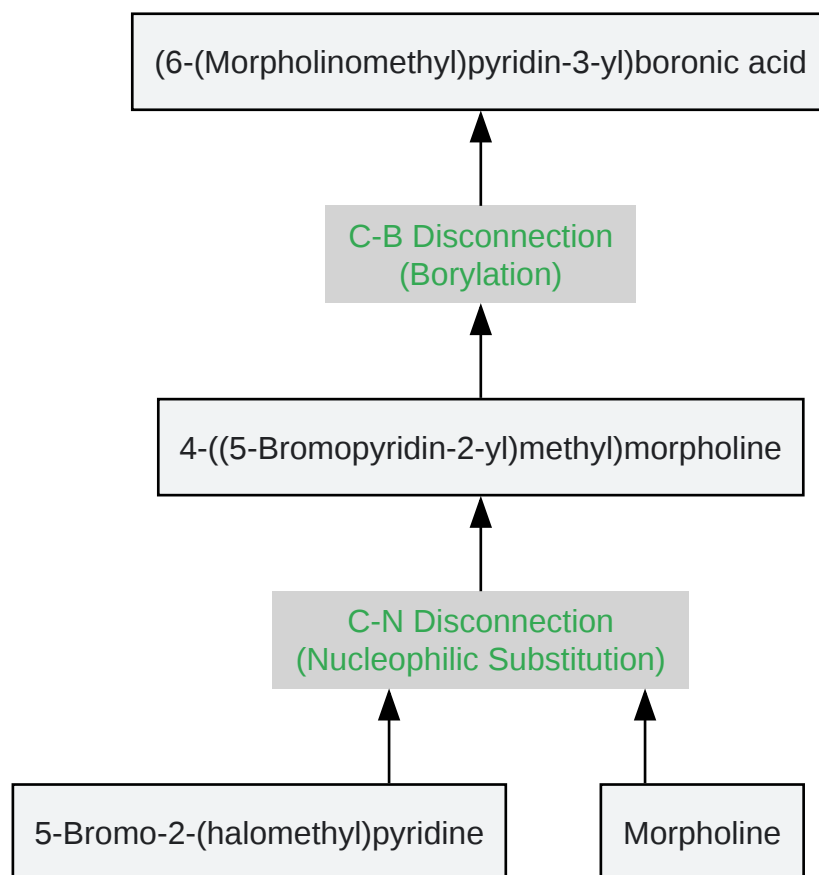 (6-(Morpholinomethyl)pyridin-3-yl)boronic acid
C-B Disconnection
(Borylation)
4-((5-Bromopyridin-2-yl)methyl)morpholine
C-N Disconnection
(Nucleophilic Substitution)
5-Bromo-2-(halomethyl)pyridine
Morpholine